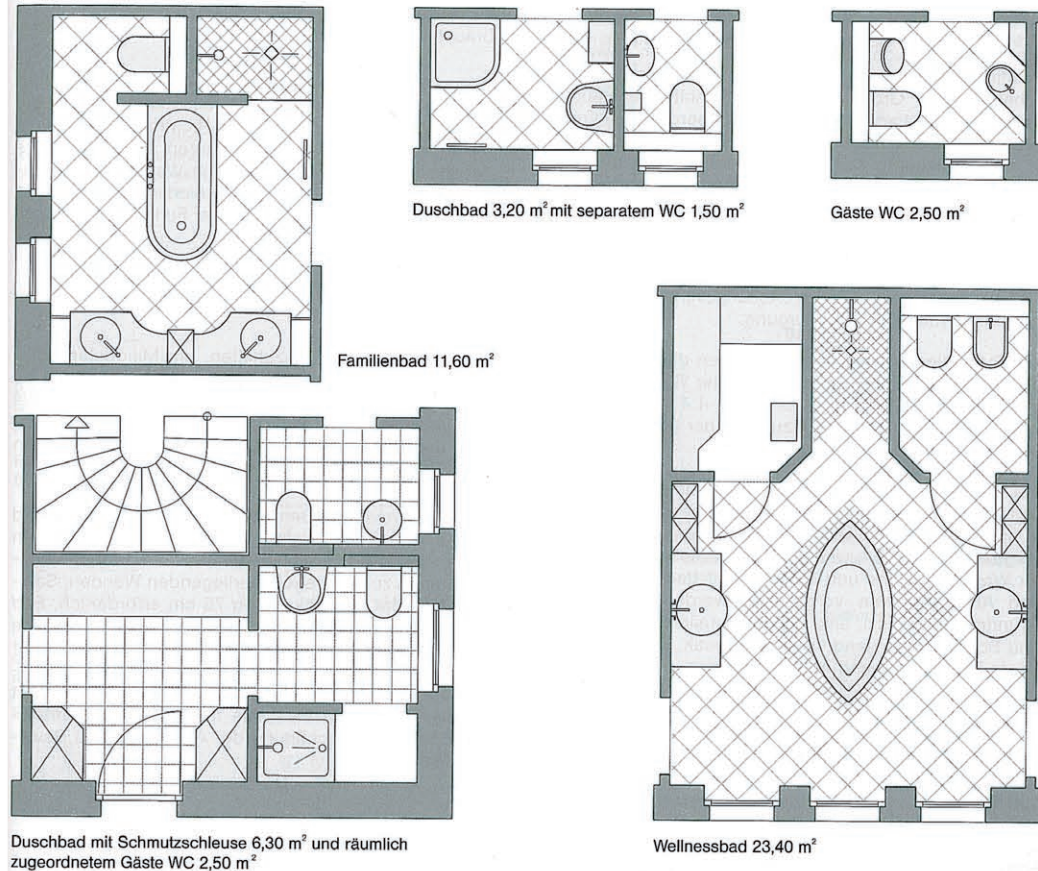 Duschbad 3,20 m² mit separatem WC 1,50 m²
Gäste WC 2,50 m²
Familienbad 11,60 m²
Duschbad mit Schmutzschleuse 6,30 m² und räumlich
zugeordnetem Gäste WC 2,50 m²
Wellnessbad 23,40 m²